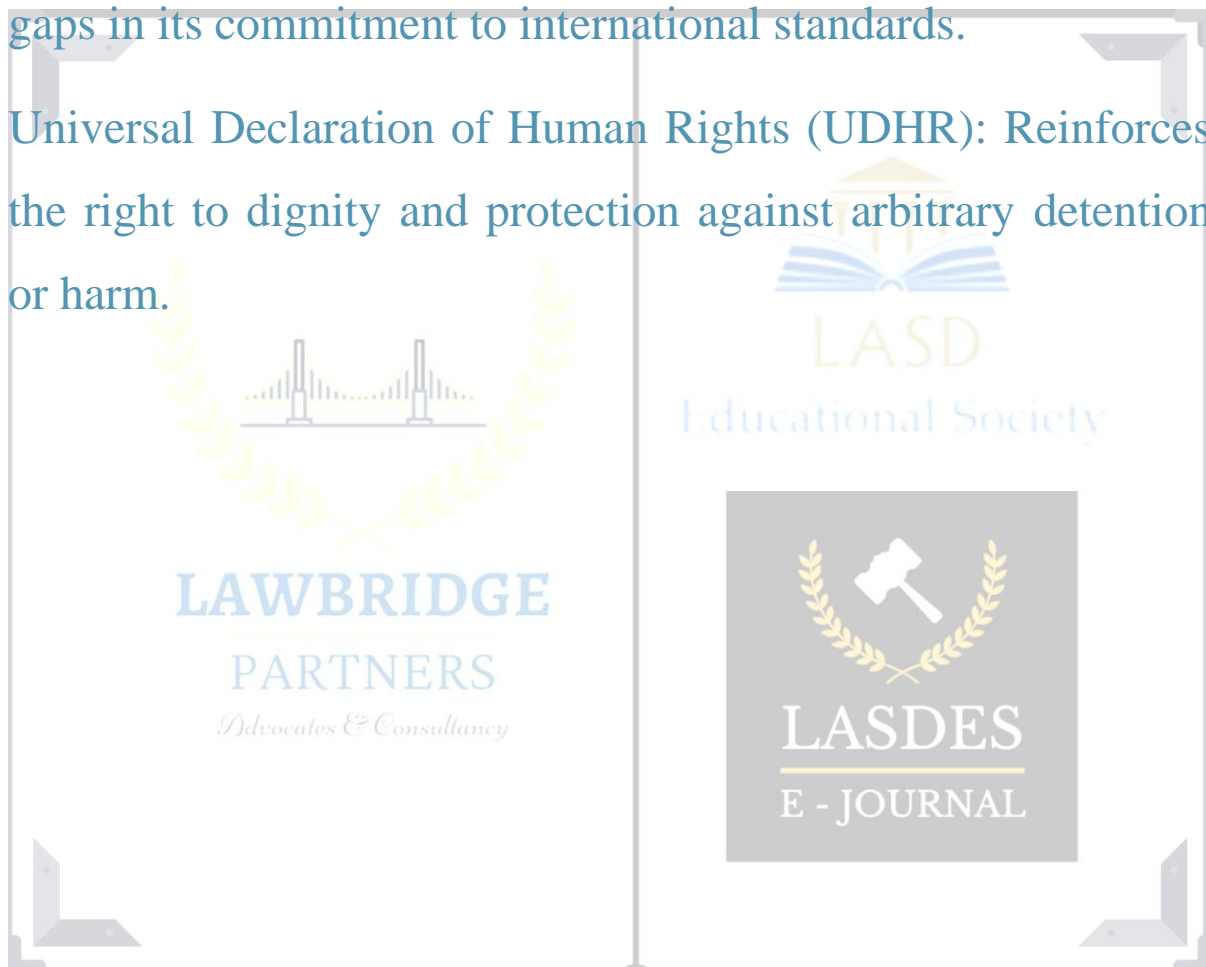 gaps in its commitment to international standards.
Universal Declaration of Human Rights (UDHR): Reinforces
the right to dignity and protection against arbitrary detention
or harm.
LASD
Educational Society
LAWBRIDGE
PARTNERS
Advocates & Consultancy
LASDES
E - JOURNAL